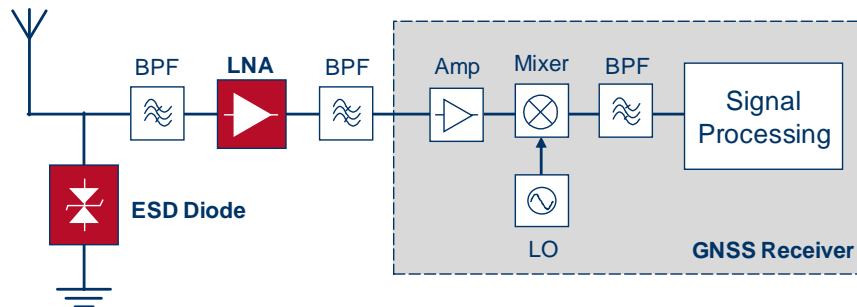 BPF
LNA
BPF
Amp
Mixer
BPF
Signal
Processing
ESD Diode
LO
GNSS Receiver